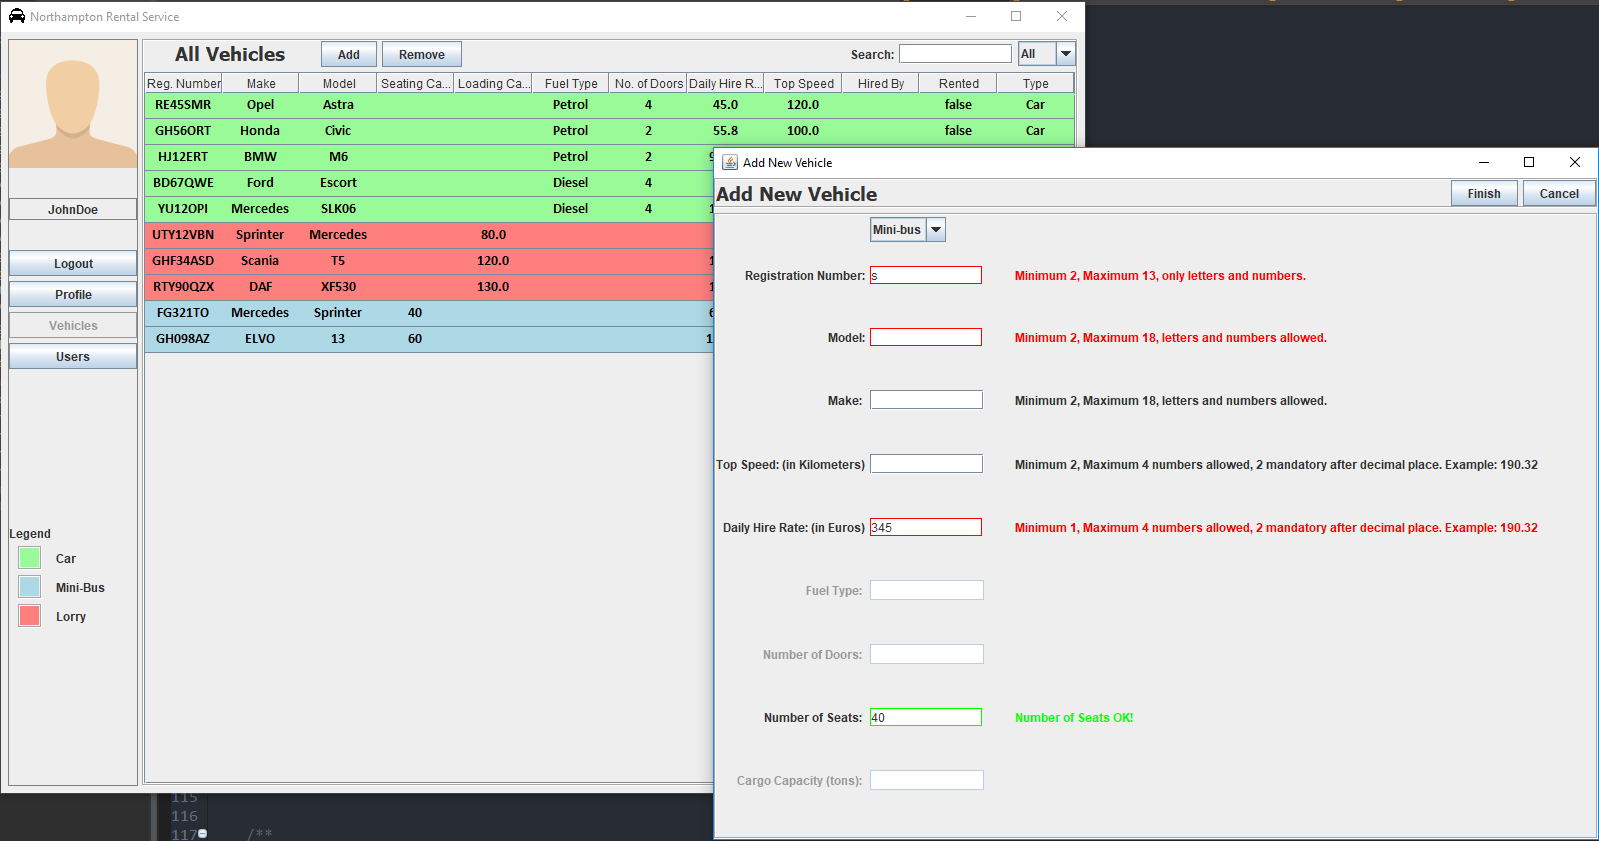 Northampton Rental Service
All Vehicles Add Remove Search: All
Reg. Number Make Model Seating Ca... Loading Ca... Fuel Type No. of Doors Daily Hire R... Top Speed Hired By Rented Type
RE45SMR Opel Astra Petrol 4 45.0 120.0 false Car
GH56ORT Honda Civic Petrol 2 55.8 100.0 false Car
HJ12ERT BMW M6 Petrol 2
BD67QWE Ford Escort Diesel 4
YU12OPI Mercedes SLK06 Diesel 4
UTY12VBN Sprinter Mercedes 80.0
GHF34ASD Scania T5 120.0
RTY90QZX DAF XF530 130.0
FG321TO Mercedes Sprinter 40
GH098AZ ELVO 13 60
JohnDoe
Logout
Profile
Vehicles
Users
Legend
Car
Mini-Bus
Lorry
Add New Vehicle
Add New Vehicle Finish Cancel
Mini-bus
Registration Number: s Minimum 2, Maximum 13, only letters and numbers.
Model: Minimum 2, Maximum 18, letters and numbers allowed.
Make: Minimum 2, Maximum 18, letters and numbers allowed.
Top Speed: (in Kilometers) Minimum 2, Maximum 4 numbers allowed, 2 mandatory after decimal place. Example: 190.32
Daily Hire Rate: (in Euros) 345 Minimum 1, Maximum 4 numbers allowed, 2 mandatory after decimal place. Example: 190.32
Fuel Type:
Number of Doors:
Number of Seats: 40 Number of Seats OK!
Cargo Capacity (tons):
115
116
117 /**